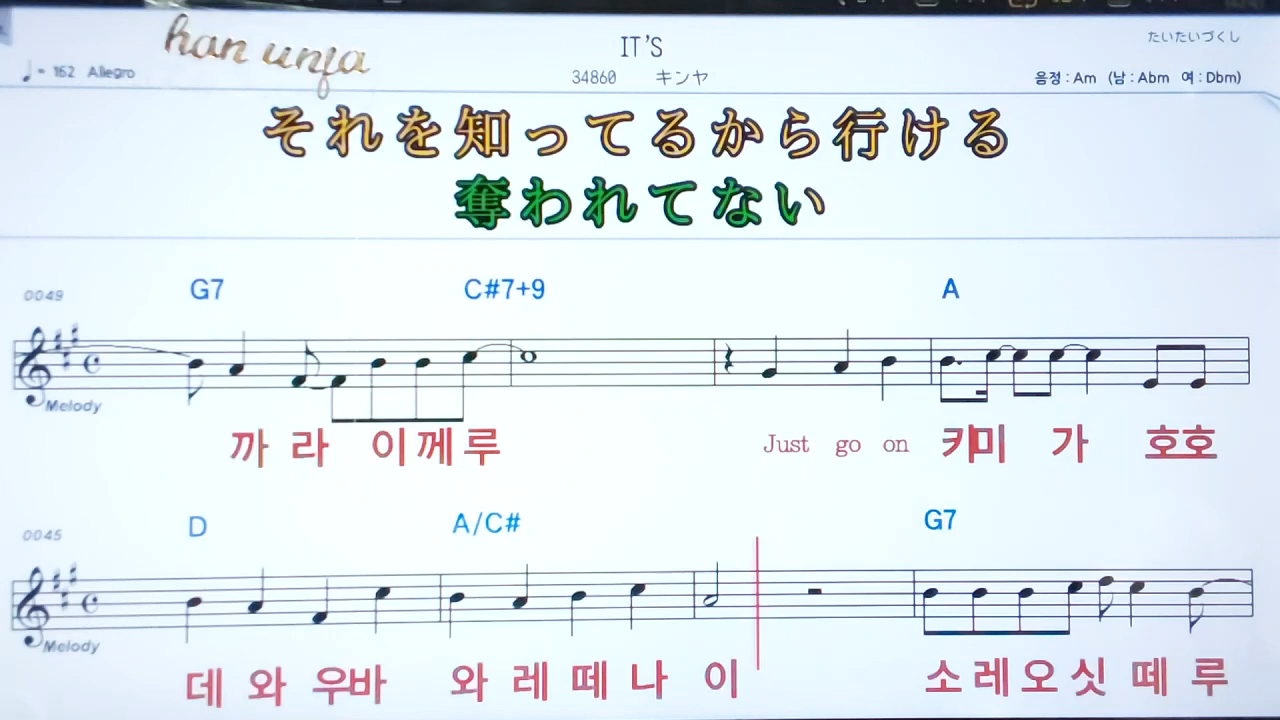 han unja
IT'S
たいたいづくし
♩= 162 Allegro
34860 キンヤ
음정 : Am (남 : Abm 여 : Dbm)
それを知ってるから行ける
奪われてない
0049 G7 C#7+9 A
Melody
까 라 이 께 루 Just go on 키 미 가 호 호
0045 D A/C# G7
Melody
데 와 우바 와 레 떼 나 이 소 레 오 싯 떼 루